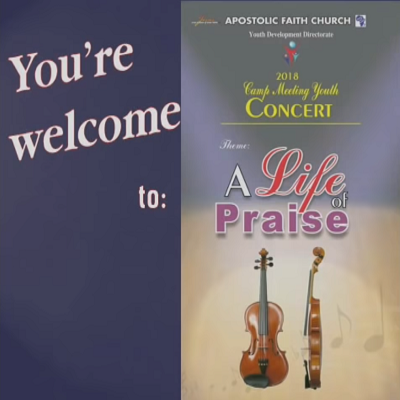 You're
welcome
to:
APOSTOLIC FAITH CHURCH
Youth Development Directorate
2018
Camp Meeting Youth
CONCERT
Theme:
A Life
of
Praise